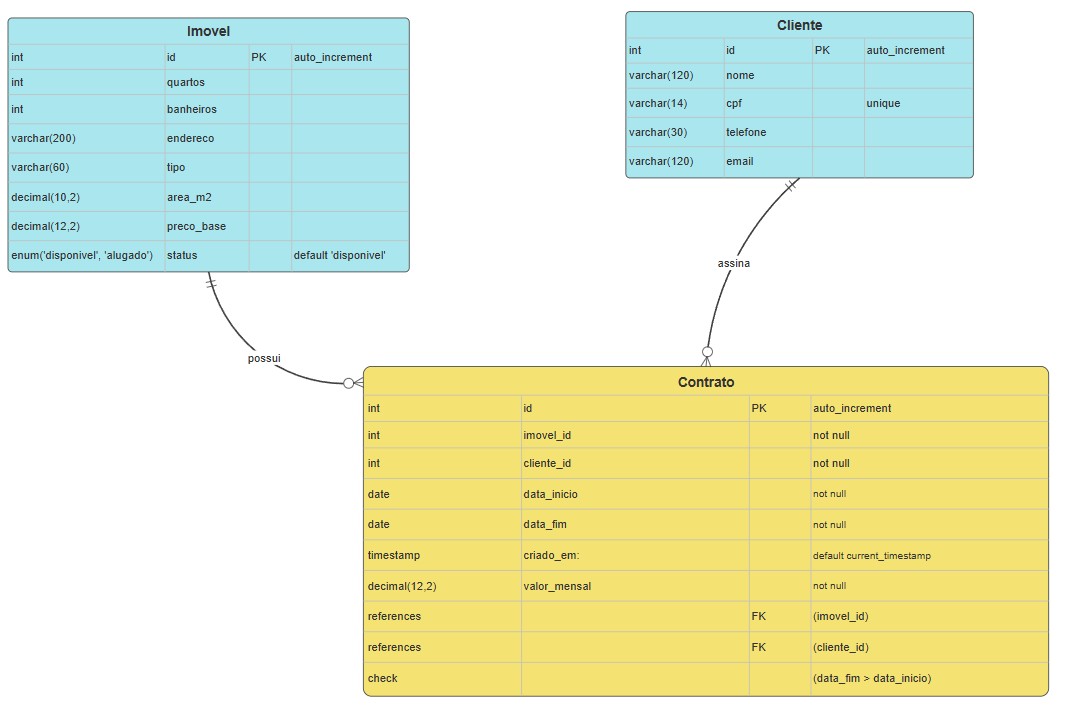 Imovel
int id PK auto_increment
int quartos
int banheiros
varchar(200) endereco
varchar(60) tipo
decimal(10,2) area_m2
decimal(12,2) preco_base
enum('disponivel', 'alugado') status default 'disponivel'
Cliente
int id PK auto_increment
varchar(120) nome
varchar(14) cpf unique
varchar(30) telefone
varchar(120) email
assina
possui
Contrato
int id PK auto_increment
int imovel_id not null
int cliente_id not null
date data_inicio not null
date data_fim not null
timestamp criado_em: default current_timestamp
decimal(12,2) valor_mensal not null
references FK (imovel_id)
references FK (cliente_id)
check (data_fim > data_inicio)